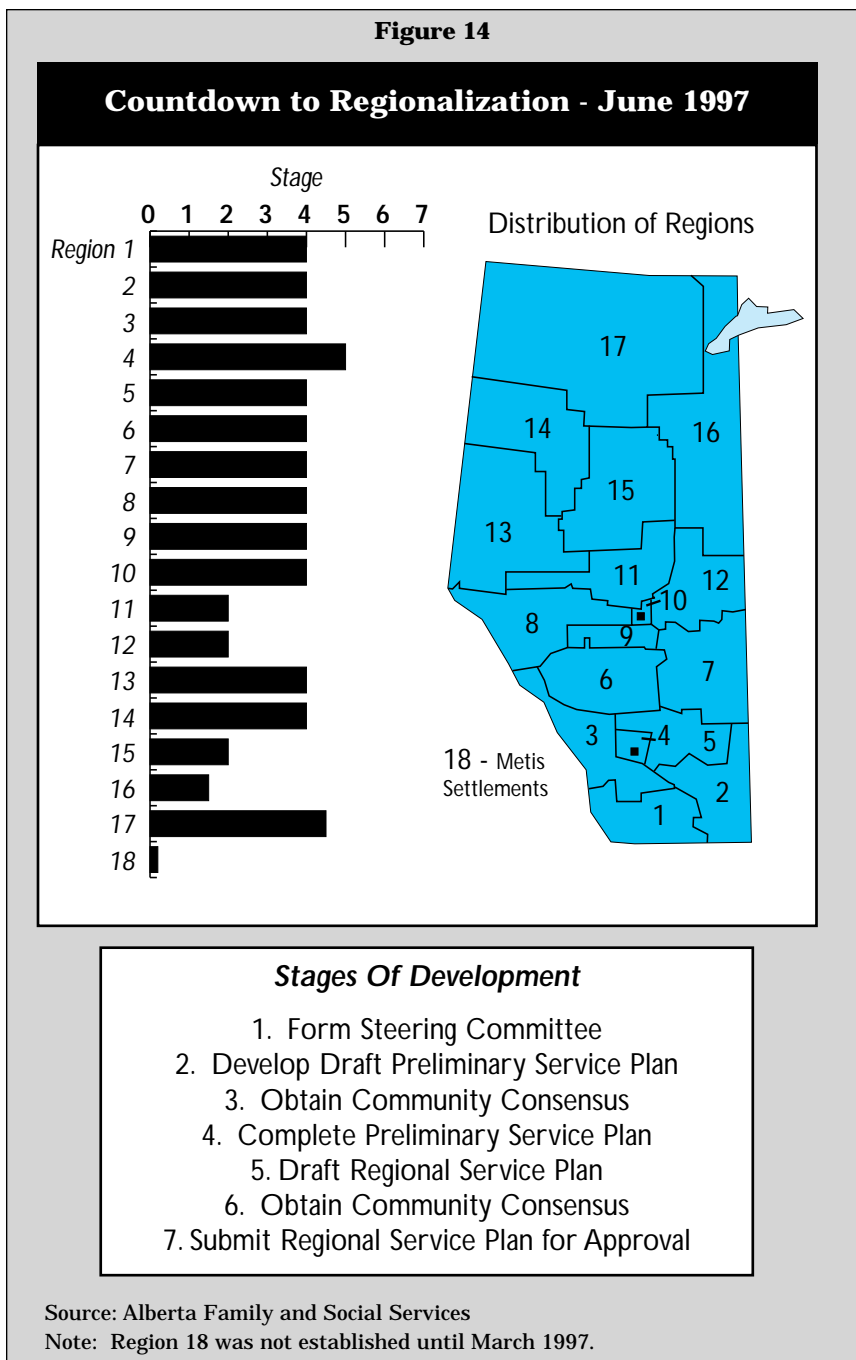 Figure 14
Countdown to Regionalization - June 1997
Stage
0 1 2 3 4 5 6 7
Region 1
2
3
4
5
6
7
8
9
10
11
12
13
14
15
16
17
18
Distribution of Regions
17
14
16
15
13
11
12
10
8
9
7
6
3
4
5
2
1
18 - Metis
Settlements
Stages Of Development
1. Form Steering Committee
2. Develop Draft Preliminary Service Plan
3. Obtain Community Consensus
4. Complete Preliminary Service Plan
5. Draft Regional Service Plan
6. Obtain Community Consensus
7. Submit Regional Service Plan for Approval
Source: Alberta Family and Social Services
Note: Region 18 was not established until March 1997.